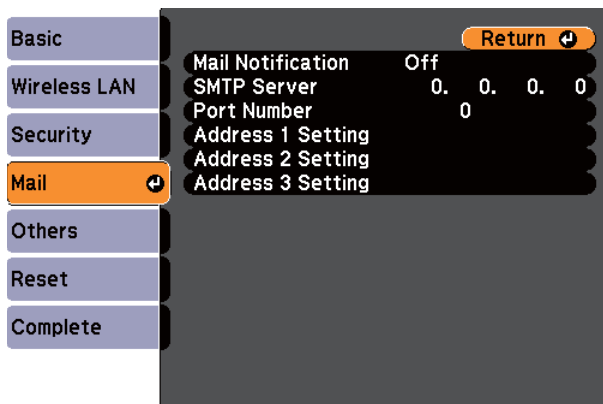 Basic
Wireless LAN
Security
Mail
Others
Reset
Complete
Return
Mail Notification Off
SMTP Server 0. 0. 0. 0
Port Number 0
Address 1 Setting
Address 2 Setting
Address 3 Setting